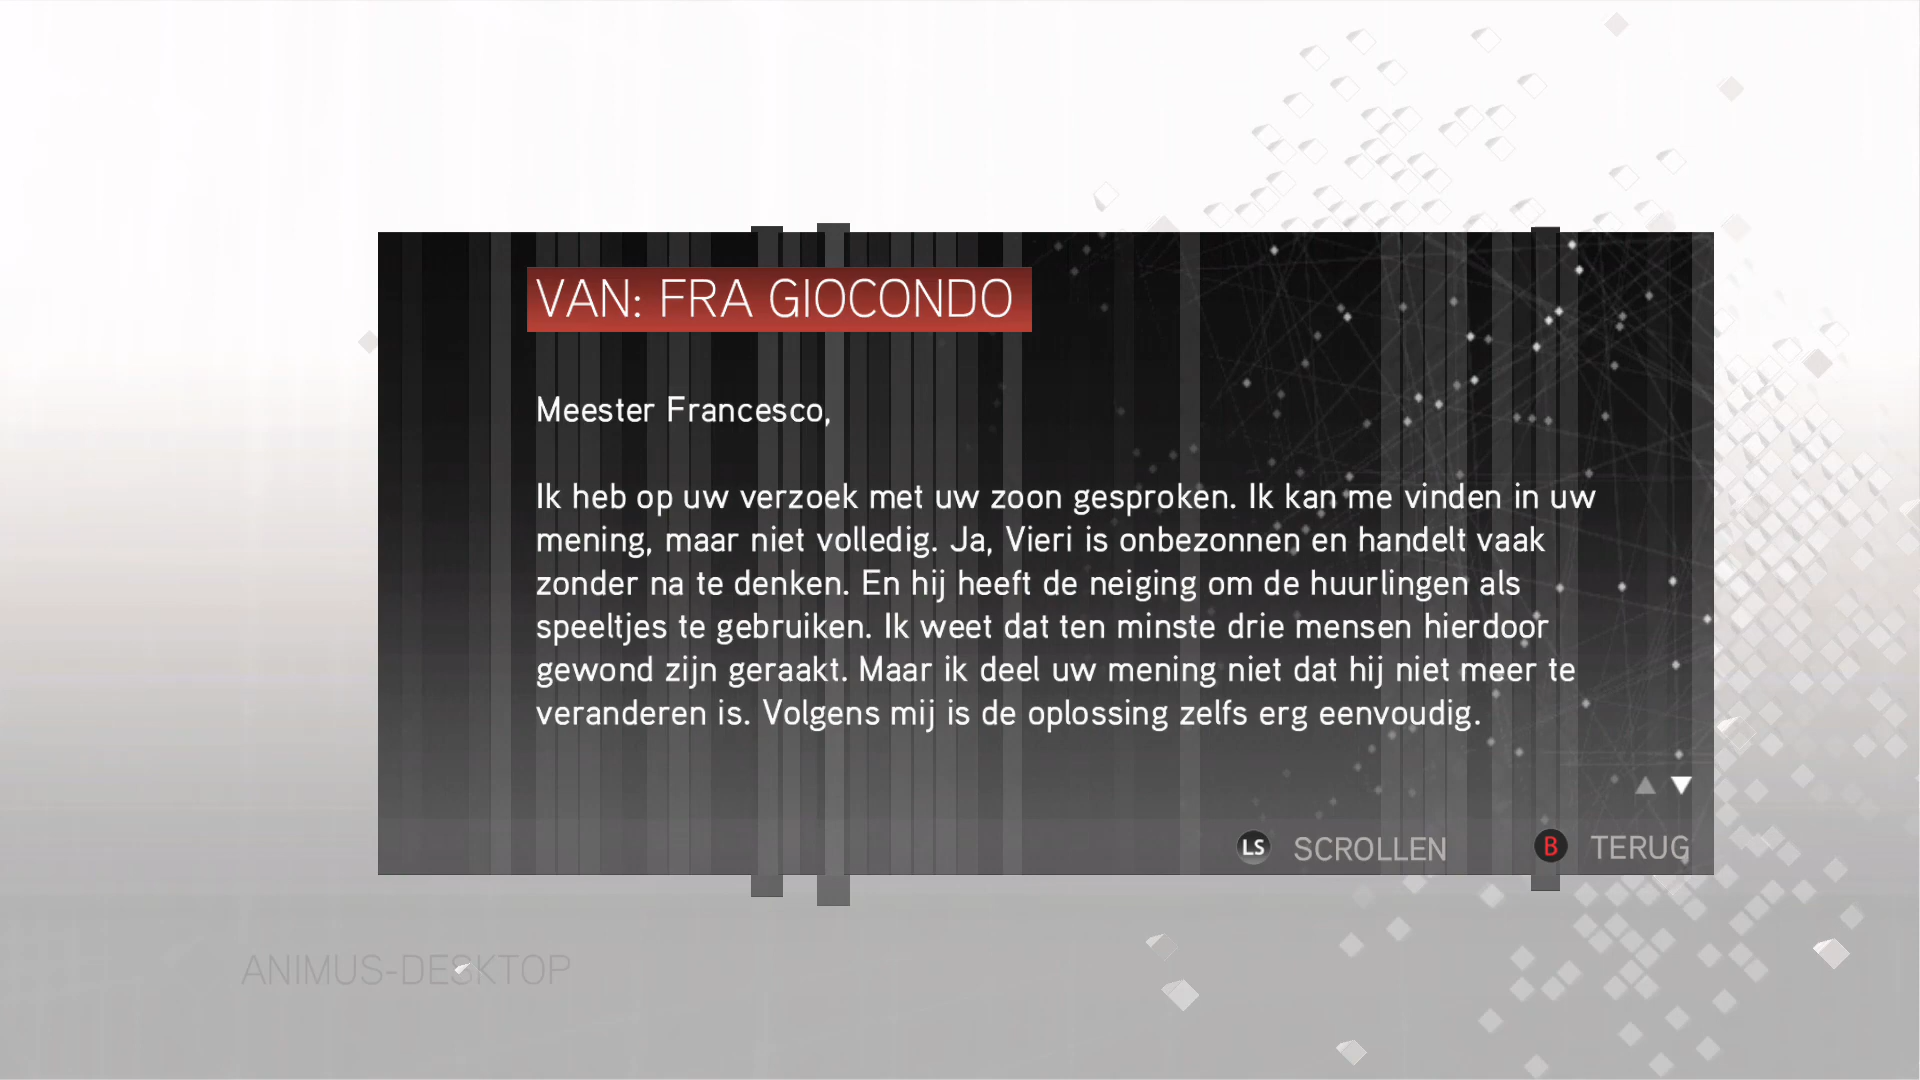 VAN: FRA GIOCONDO
Meester Francesco,
Ik heb op uw verzoek met uw zoon gesproken. Ik kan me vinden in uw
mening, maar niet volledig. Ja, Vieri is onbezonnen en handelt vaak
zonder na te denken. En hij heeft de neiging om de huurlingen als
speeltjes te gebruiken. Ik weet dat ten minste drie mensen hierdoor
gewond zijn geraakt. Maar ik deel uw mening niet dat hij niet meer te
veranderen is. Volgens mij is de oplossing zelfs erg eenvoudig.
LS SCROLLEN B TERUG
ANIMUS-DESKTOP